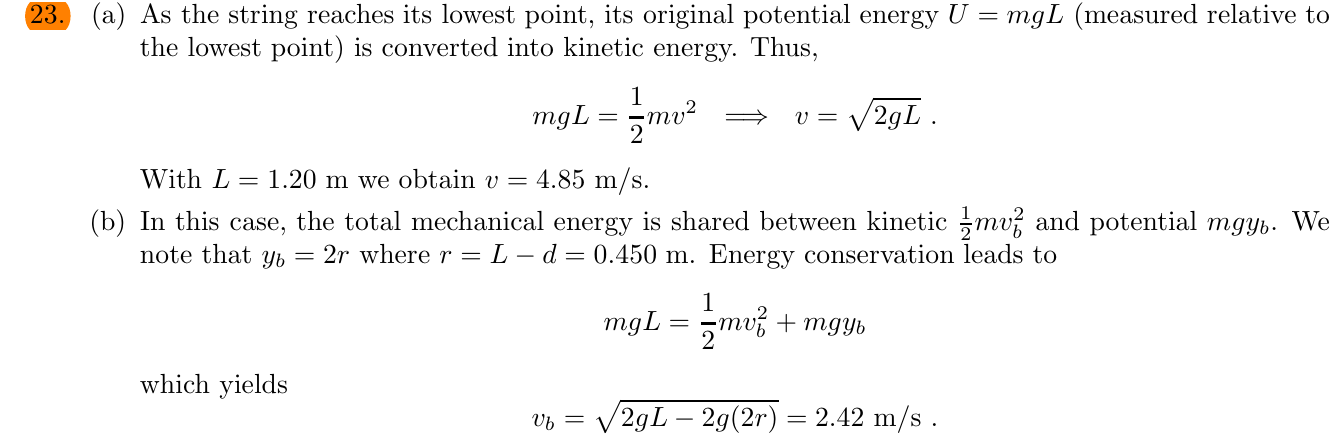 23. (a) As the string reaches its lowest point, its original potential energy U = mgL (measured relative to
the lowest point) is converted into kinetic energy. Thus,
mgL = \frac{1}{2}mv^2 ⟹ v = \sqrt{2gL} .
With L = 1.20 m we obtain v = 4.85 m/s.
(b) In this case, the total mechanical energy is shared between kinetic \frac{1}{2}mv_b^2 and potential mgy_b. We
note that y_b = 2r where r = L − d = 0.450 m. Energy conservation leads to
mgL = \frac{1}{2}mv_b^2 + mgy_b
which yields
v_b = \sqrt{2gL − 2g(2r)} = 2.42 m/s .